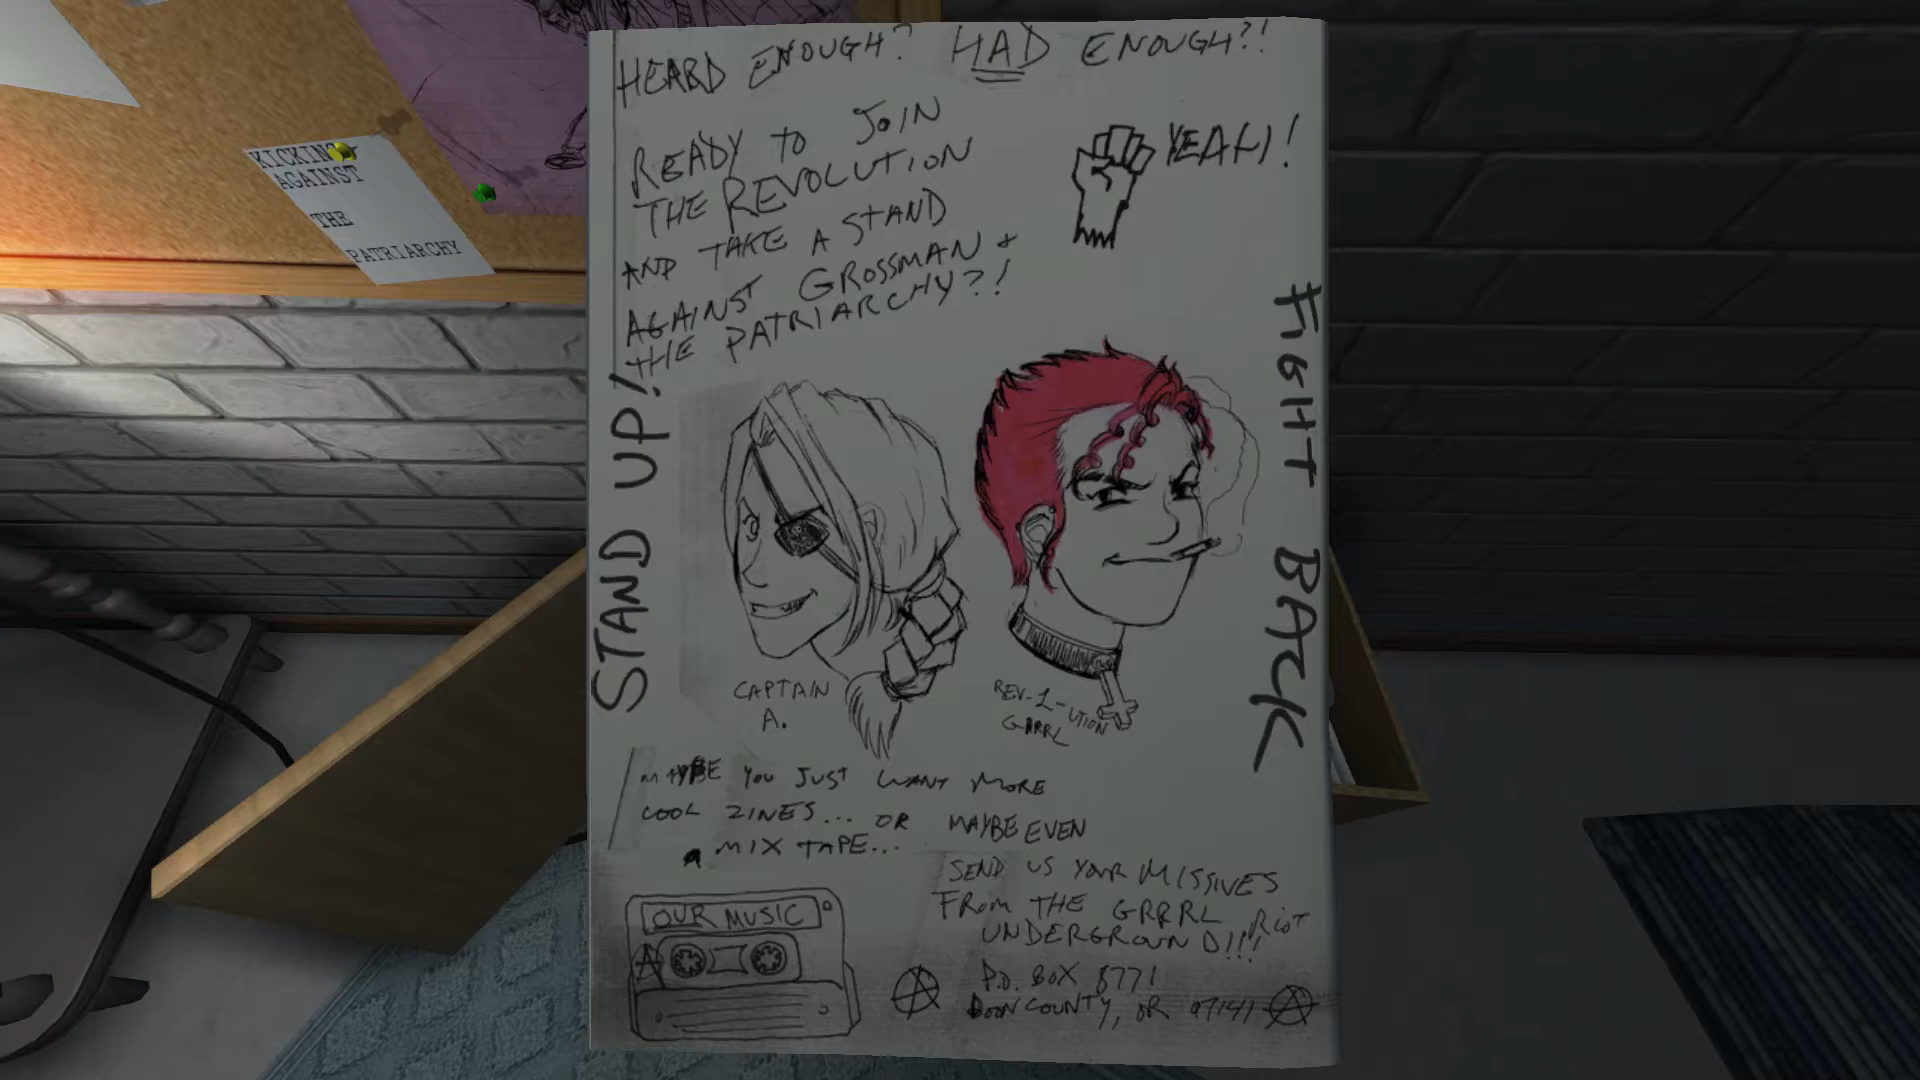 HEARD ENOUGH? HAD ENOUGH?!
READY TO JOIN
THE REVOLUTION
AND TAKE A STAND
AGAINST GROSSMAN +
THE PATRIARCHY?!
YEAH!
STAND UP!
FIGHT BACK
CAPTAIN
A.
REV-L-UTION
GRRRL
MAYBE YOU JUST WANT MORE
COOL ZINES... OR MAYBE EVEN
A MIX TAPE...
OUR MUSIC
A
SEND US YOUR MISSIVES
FROM THE GRRRL RIOT
UNDERGROUND!!!
P.O. BOX 8771
BOON COUNTY, OR 97141
KICKING
AGAINST
THE
PATRIARCHY